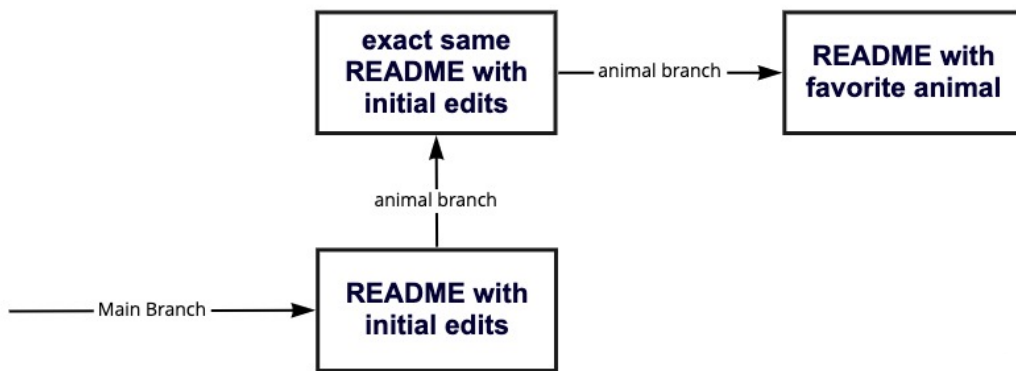 exact same
README with
initial edits
animal branch
README with
favorite animal
animal branch
Main Branch
README with
initial edits